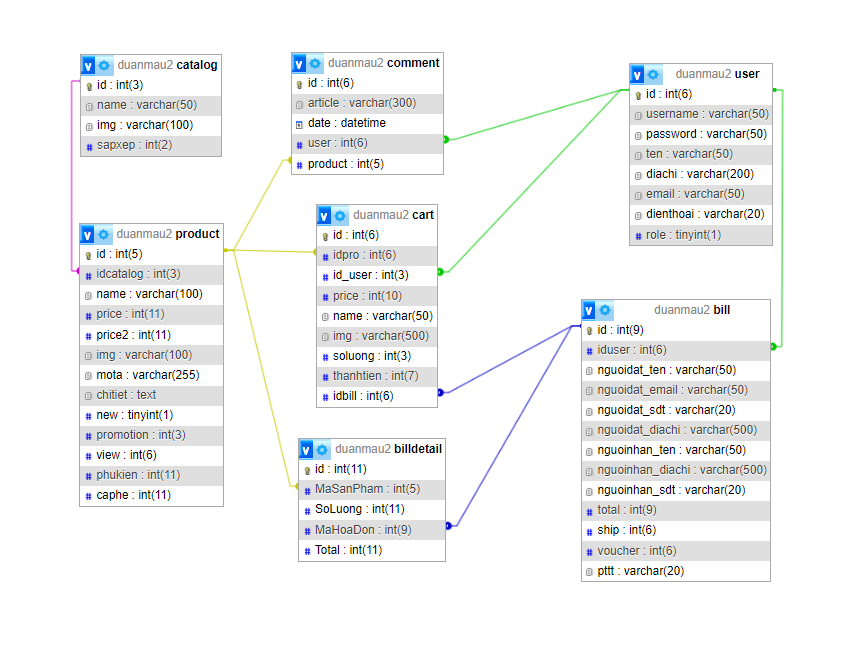 duanmau2 catalog
id : int(3)
name : varchar(50)
img : varchar(100)
sapxep : int(2)
duanmau2 product
id : int(5)
idcatalog : int(3)
name : varchar(100)
price : int(11)
price2 : int(11)
img : varchar(100)
mota : varchar(255)
chitiet : text
new : tinyint(1)
promotion : int(3)
view : int(6)
phukien : int(11)
caphe : int(11)
duanmau2 comment
id : int(6)
article : varchar(300)
date : datetime
user : int(6)
product : int(5)
duanmau2 cart
id : int(6)
idpro : int(6)
id_user : int(3)
price : int(10)
name : varchar(50)
img : varchar(500)
soluong : int(3)
thanhtien : int(7)
idbill : int(6)
duanmau2 billdetail
id : int(11)
MaSanPham : int(5)
SoLuong : int(11)
MaHoaDon : int(9)
Total : int(11)
duanmau2 user
id : int(6)
username : varchar(50)
password : varchar(50)
ten : varchar(50)
diachi : varchar(200)
email : varchar(50)
dienthoai : varchar(20)
role : tinyint(1)
duanmau2 bill
id : int(9)
iduser : int(6)
nguoidat_ten : varchar(50)
nguoidat_email : varchar(50)
nguoidat_sdt : varchar(20)
nguoidat_diachi : varchar(500)
nguoinhan_ten : varchar(50)
nguoinhan_diachi : varchar(500)
nguoinhan_sdt : varchar(20)
total : int(9)
ship : int(6)
voucher : int(6)
pttt : varchar(20)